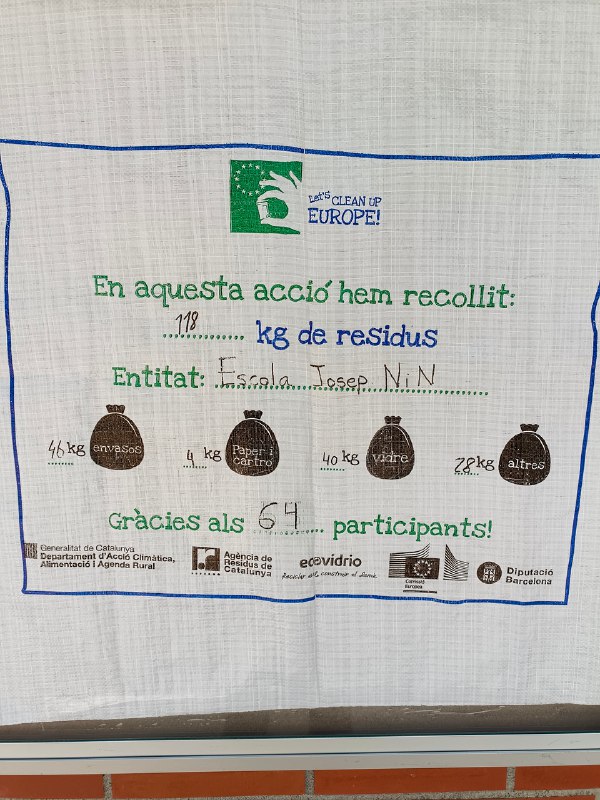 Let's CLEAN UP
EUROPE!
En aquesta acció hem recollit:
118 kg de residus
Entitat: Escola Josep NiN
46 kg envasos 4 kg Paper i cartró 40 kg vidre 28 kg altres
Gràcies als 64 participants!
Generalitat de Catalunya
Departament d'Acció Climàtica,
Alimentació i Agenda Rural
Agència de
Residus de
Catalunya
ecovidrio
Diputació
Barcelona
Comissió
Europea